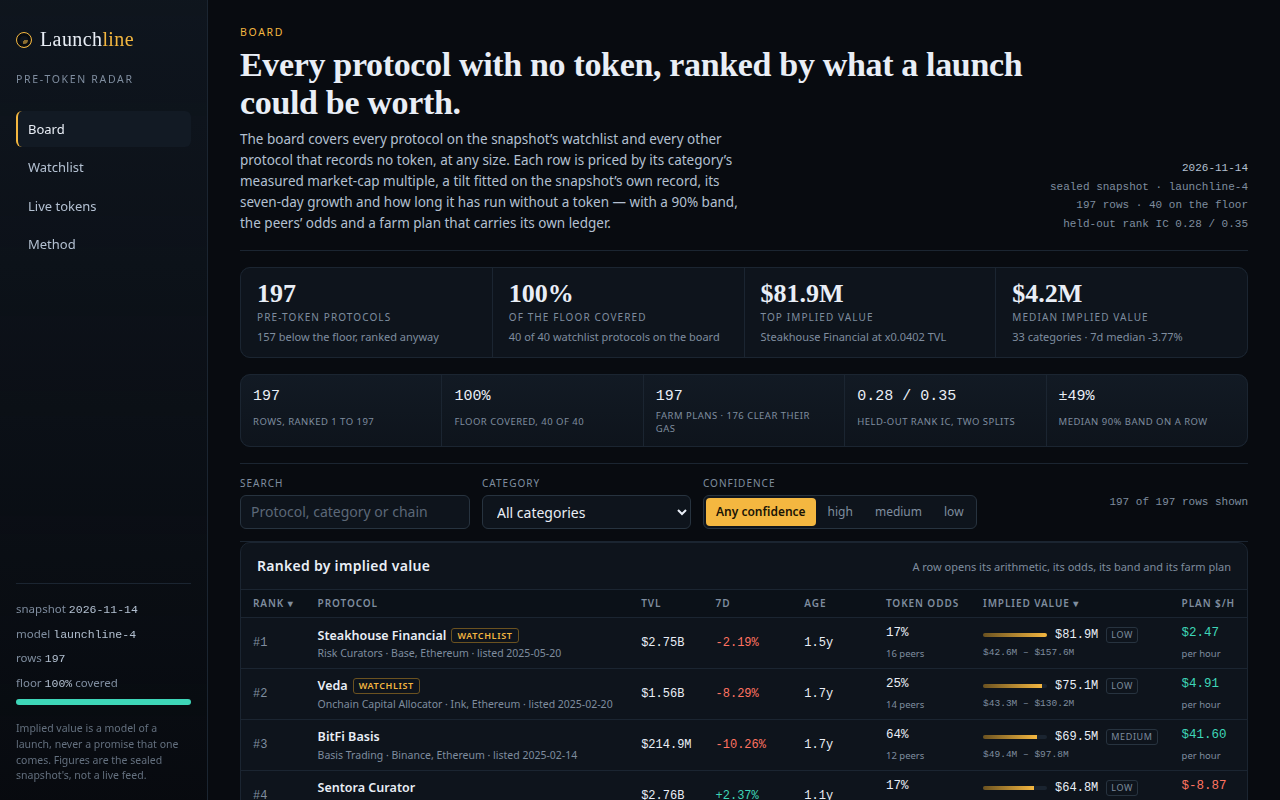 Launchline
PRE-TOKEN RADAR
Board
Watchlist
Live tokens
Method
snapshot 2026-11-14
model launchline-4
rows 197
floor 100% covered
Implied value is a model of a
launch, never a promise that one
comes. Figures are the sealed
snapshot's, not a live feed.
BOARD
Every protocol with no token, ranked by what a launch
could be worth.
The board covers every protocol on the snapshot's watchlist and every other
protocol that records no token, at any size. Each row is priced by its category's
measured market-cap multiple, a tilt fitted on the snapshot's own record, its
seven-day growth and how long it has run without a token — with a 90% band,
the peers' odds and a farm plan that carries its own ledger.
2026-11-14
sealed snapshot · launchline-4
197 rows · 40 on the floor
held-out rank IC 0.28 / 0.35
197
PRE-TOKEN PROTOCOLS
157 below the floor, ranked anyway
100%
OF THE FLOOR COVERED
40 of 40 watchlist protocols on the board
$81.9M
TOP IMPLIED VALUE
Steakhouse Financial at x0.0402 TVL
$4.2M
MEDIAN IMPLIED VALUE
33 categories · 7d median -3.77%
197
ROWS, RANKED 1 TO 197
100%
FLOOR COVERED, 40 OF 40
197
FARM PLANS · 176 CLEAR THEIR
GAS
0.28 / 0.35
HELD-OUT RANK IC, TWO SPLITS
±49%
MEDIAN 90% BAND ON A ROW
SEARCH
Protocol, category or chain
CATEGORY
All categories
CONFIDENCE
Any confidence high medium low
197 of 197 rows shown
Ranked by implied value
A row opens its arithmetic, its odds, its band and its farm plan
RANK ▾ PROTOCOL TVL 7D AGE TOKEN ODDS IMPLIED VALUE ▾ PLAN $/H
#1 Steakhouse Financial WATCHLIST $2.75B -2.19% 1.5y 17% $81.9M LOW $2.47
Risk Curators · Base, Ethereum · listed 2025-05-20 16 peers $42.6M – $157.6M per hour
#2 Veda WATCHLIST $1.56B -8.29% 1.7y 25% $75.1M LOW $4.91
Onchain Capital Allocator · Ink, Ethereum · listed 2025-02-20 14 peers $43.3M – $130.2M per hour
#3 BitFi Basis $214.9M -10.26% 1.7y 64% $69.5M MEDIUM $41.60
Basis Trading · Binance, Ethereum · listed 2025-02-14 12 peers $49.4M – $97.8M per hour
#4 Sentora Curator $2.76B +2.37% 1.1y 17% $64.8M LOW $-8.87